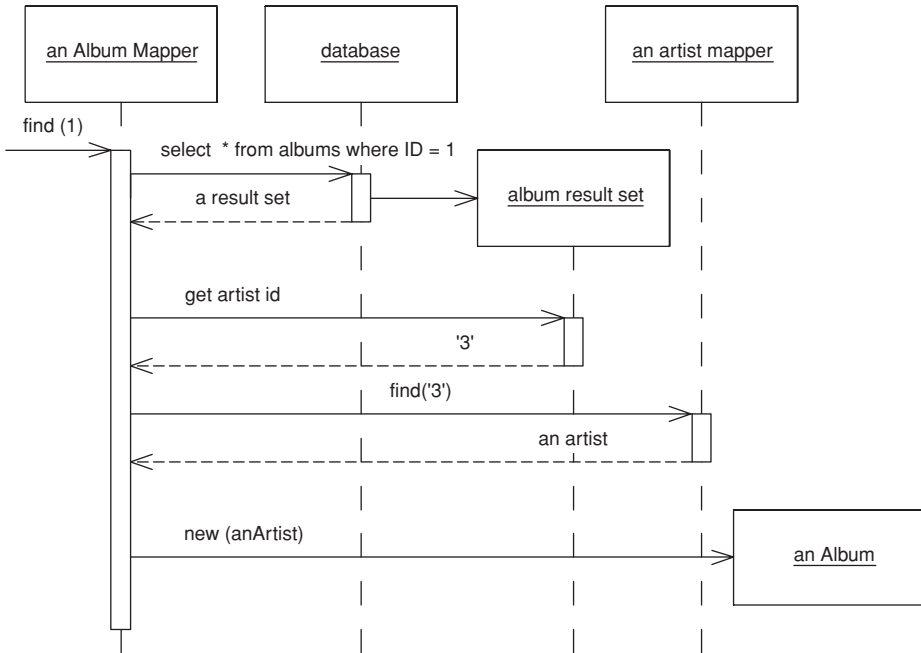 an Album Mapper
database
an artist mapper
find (1)
select * from albums where ID = 1
a result set
album result set
get artist id
'3'
find('3')
an artist
new (anArtist)
an Album